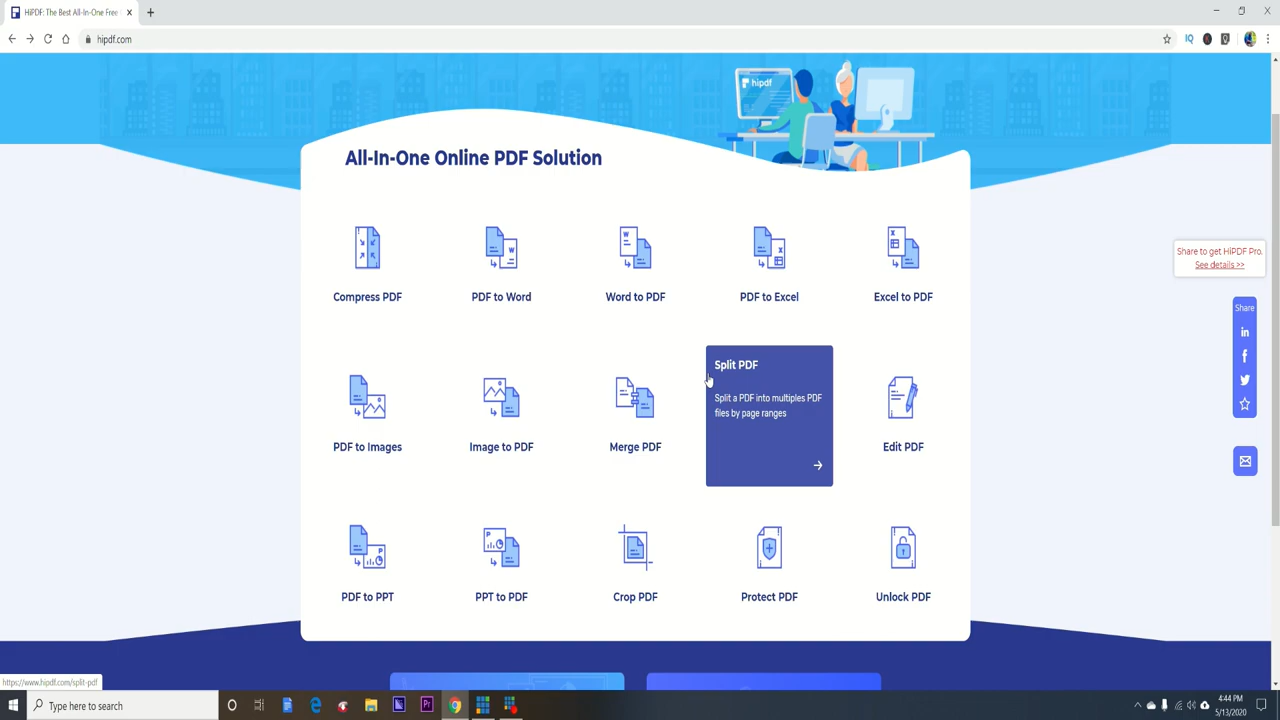 HiPDF: The Best All-In-One Free
hipdf.com
IQ
hipdf
All-In-One Online PDF Solution
Share to get HiPDF Pro.
See details >>
Compress PDF
PDF to Word
Word to PDF
PDF to Excel
Excel to PDF
Share
Split PDF
Split a PDF into multiples PDF
files by page ranges
PDF to Images
Image to PDF
Merge PDF
Edit PDF
PDF to PPT
PPT to PDF
Crop PDF
Protect PDF
Unlock PDF
https://www.hipdf.com/split-pdf
Type here to search
Pr
4:44 PM
5/13/2020